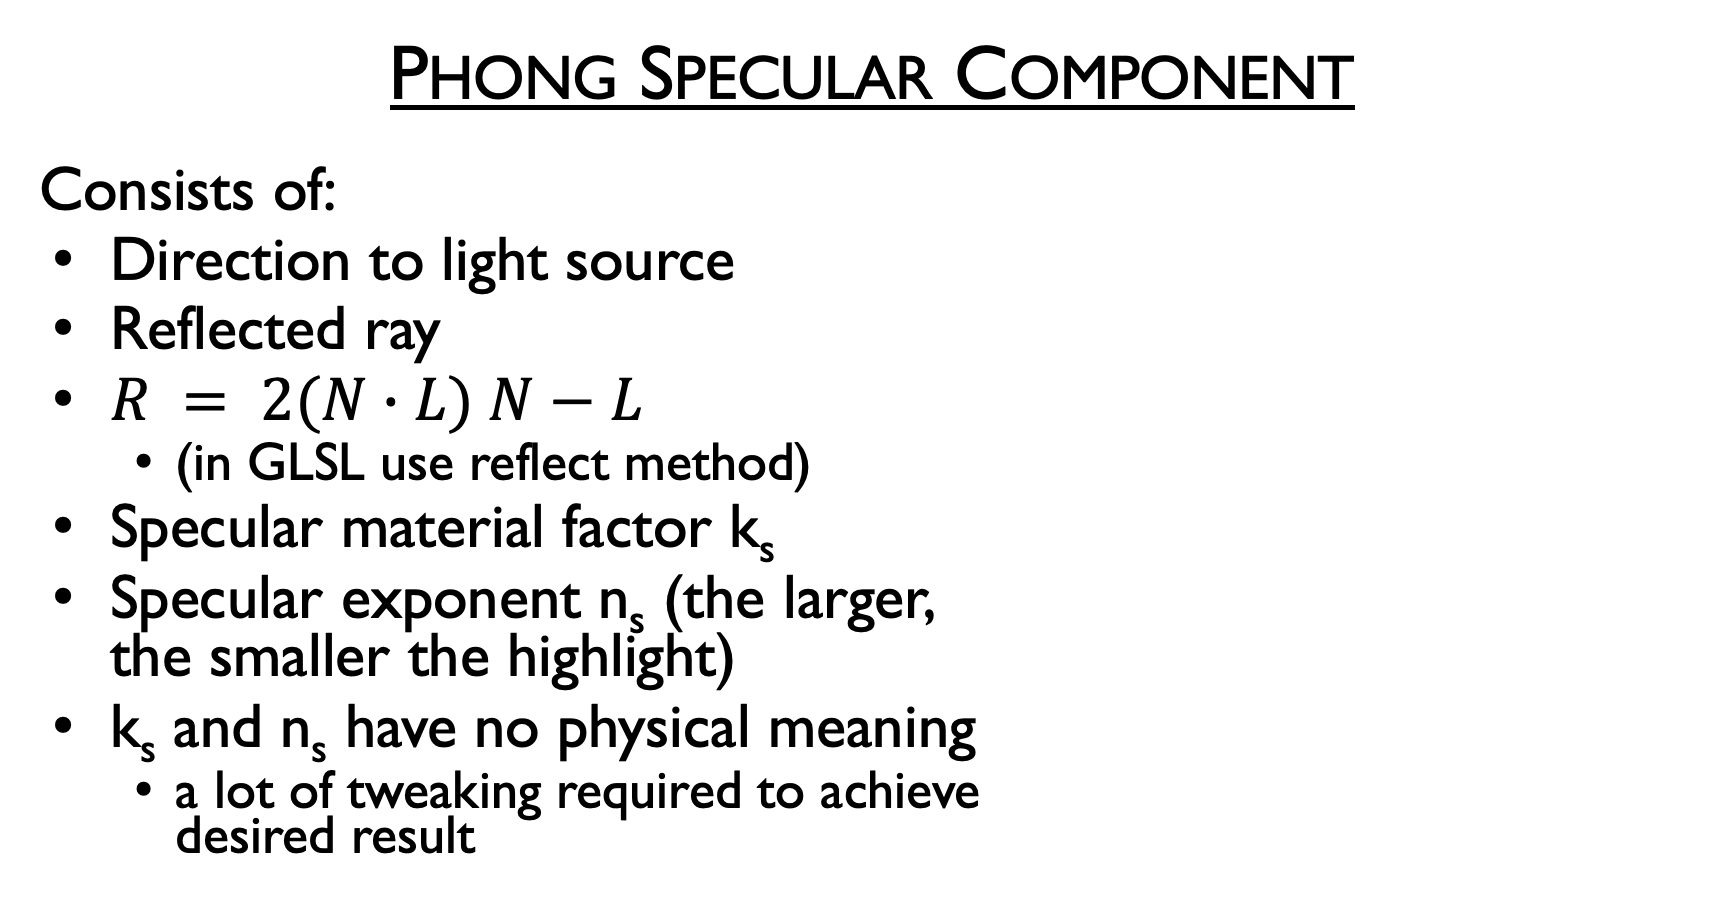 PHONG SPECULAR COMPONENT
Consists of:
• Direction to light source
• Reflected ray
• R = 2(N · L) N − L
• (in GLSL use reflect method)
• Specular material factor kₛ
• Specular exponent nₛ (the larger,
the smaller the highlight)
• kₛ and nₛ have no physical meaning
• a lot of tweaking required to achieve
desired result